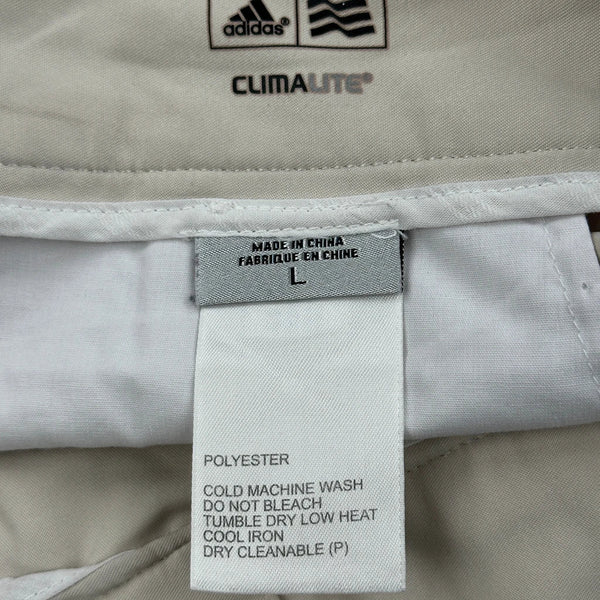 adidas
CLIMALITE®
MADE IN CHINA
FABRIQUE EN CHINE
L
POLYESTER
COLD MACHINE WASH
DO NOT BLEACH
TUMBLE DRY LOW HEAT
COOL IRON
DRY CLEANABLE (P)